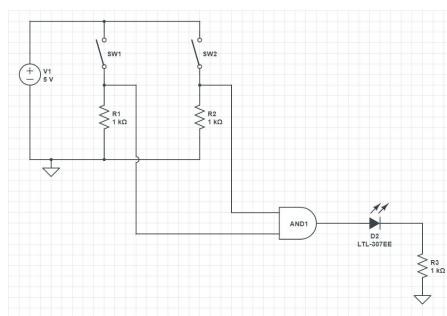 SW1
SW2
V1
5 V
R1
1 kΩ
R2
1 kΩ
AND1
D2
LTL-307EE
R3
1 kΩ